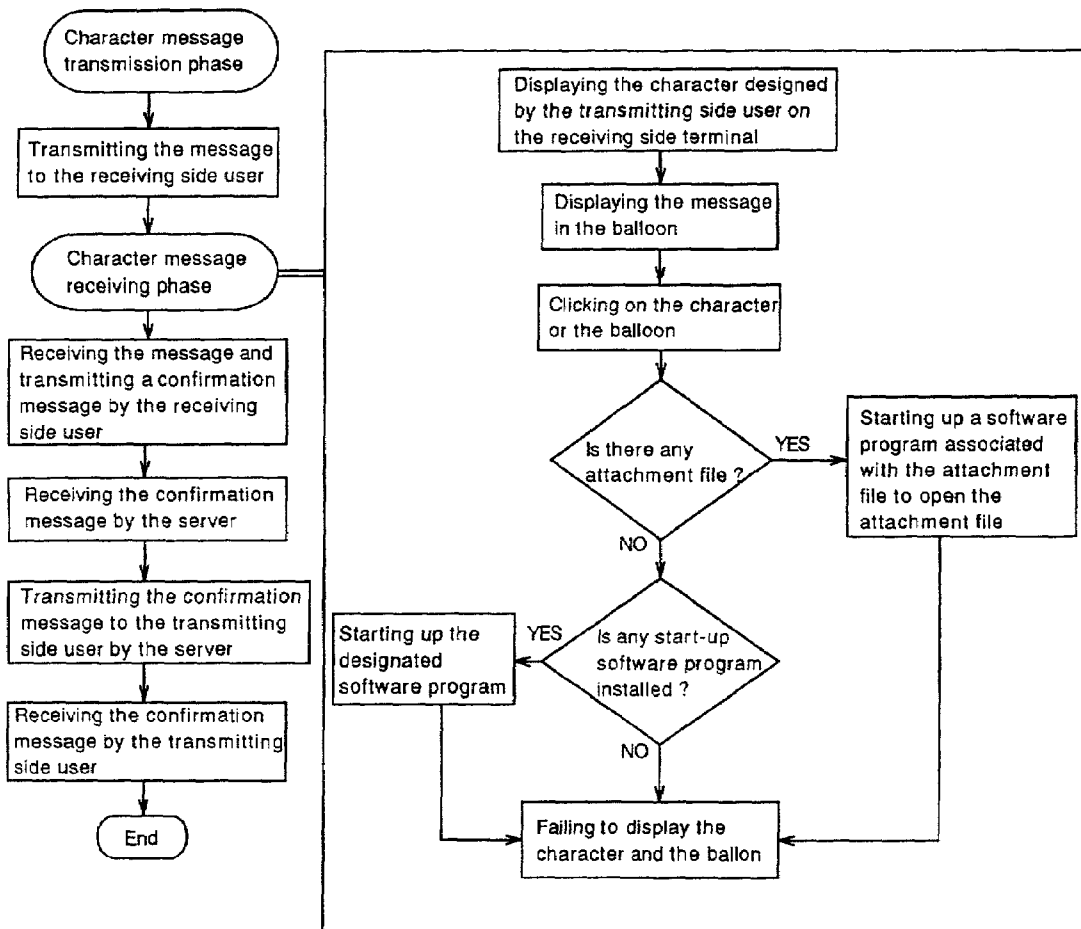 Character message
transmission phase
Transmitting the message
to the receiving side user
Character message
receiving phase
Receiving the message and
transmitting a confirmation
message by the receiving
side user
Receiving the confirmation
message by the server
Transmitting the confirmation
message to the transmitting
side user by the server
Receiving the confirmation
message by the transmitting
side user
End
Displaying the character designed
by the transmitting side user on
the receiving side terminal
Displaying the message
in the balloon
Clicking on the character
or the balloon
Is there any
attachment file ?
YES
Starting up a software
program associated
with the attachment
file to open the
attachment file
NO
Is any start-up
software program
installed ?
YES
Starting up the
designated
software program
NO
Failing to display the
character and the ballon